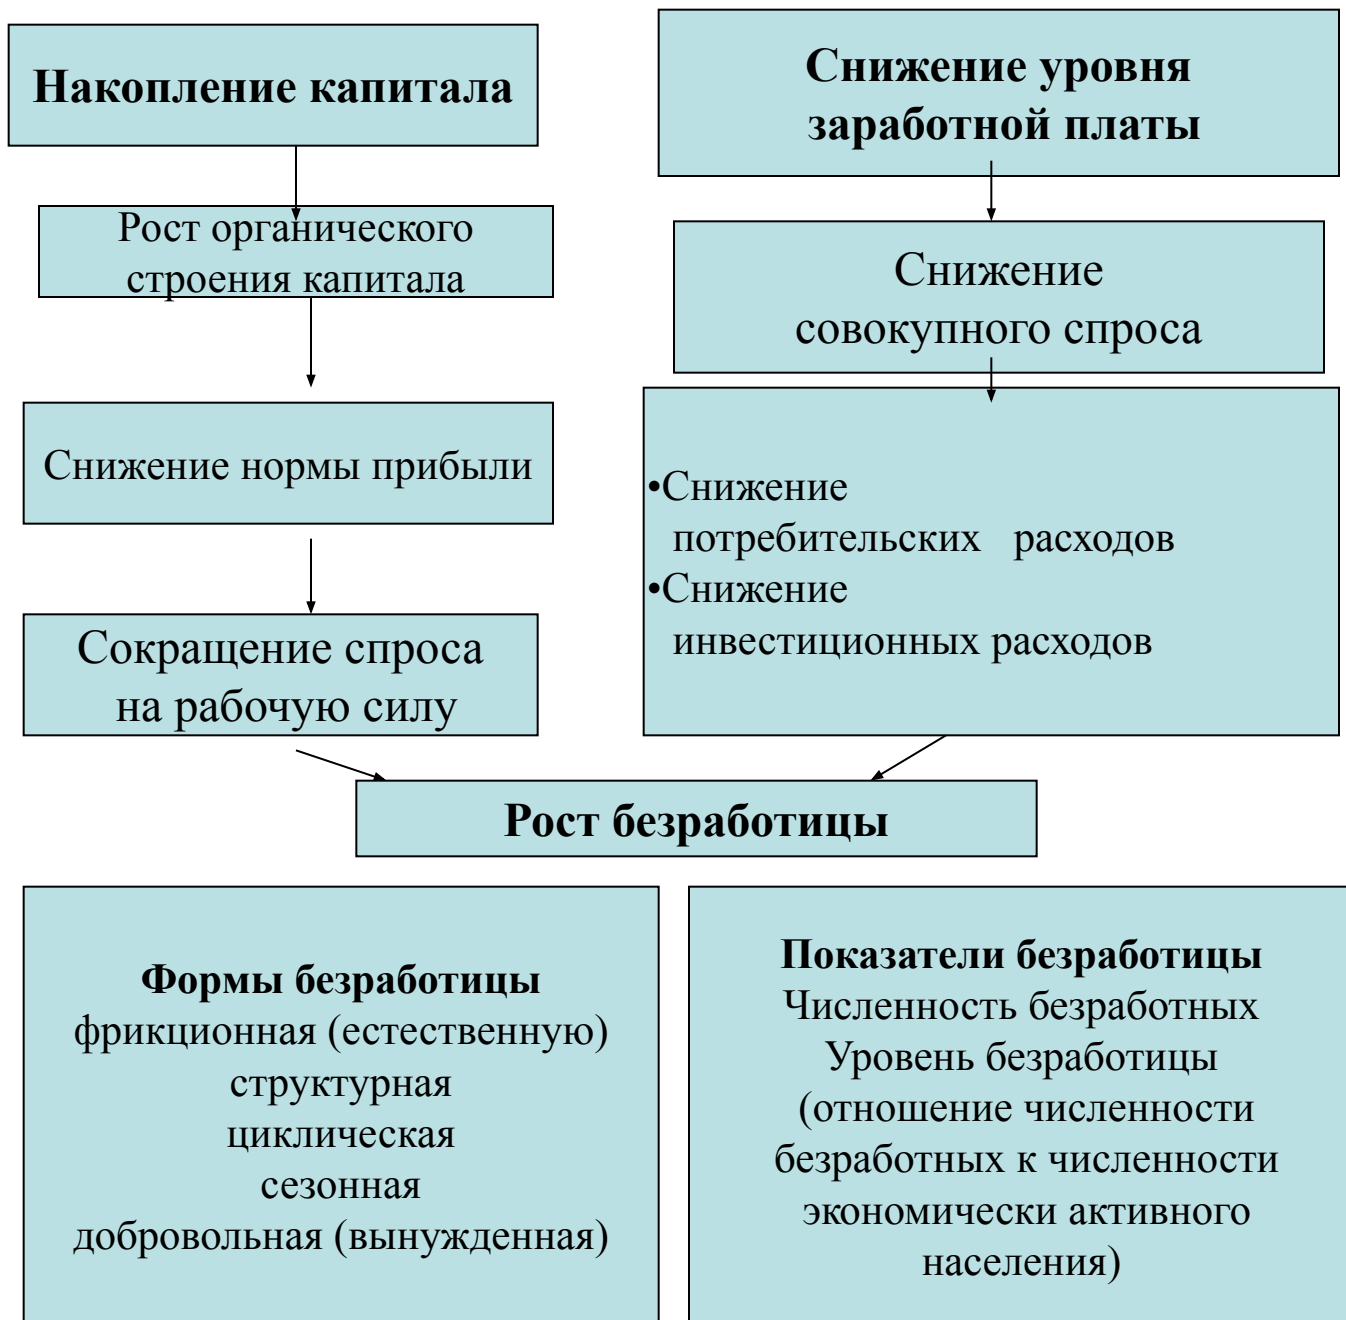 Накопление капитала
Рост органического
строения капитала
Снижение нормы прибыли
Сокращение спроса
на рабочую силу
Снижение уровня
заработной платы
Снижение
совокупного спроса
•Снижение
потребительских расходов
•Снижение
инвестиционных расходов
Рост безработицы
Формы безработицы
фрикционная (естественную)
структурная
циклическая
сезонная
добровольная (вынужденная)
Показатели безработицы
Численность безработных
Уровень безработицы
(отношение численности
безработных к численности
экономически активного
населения)